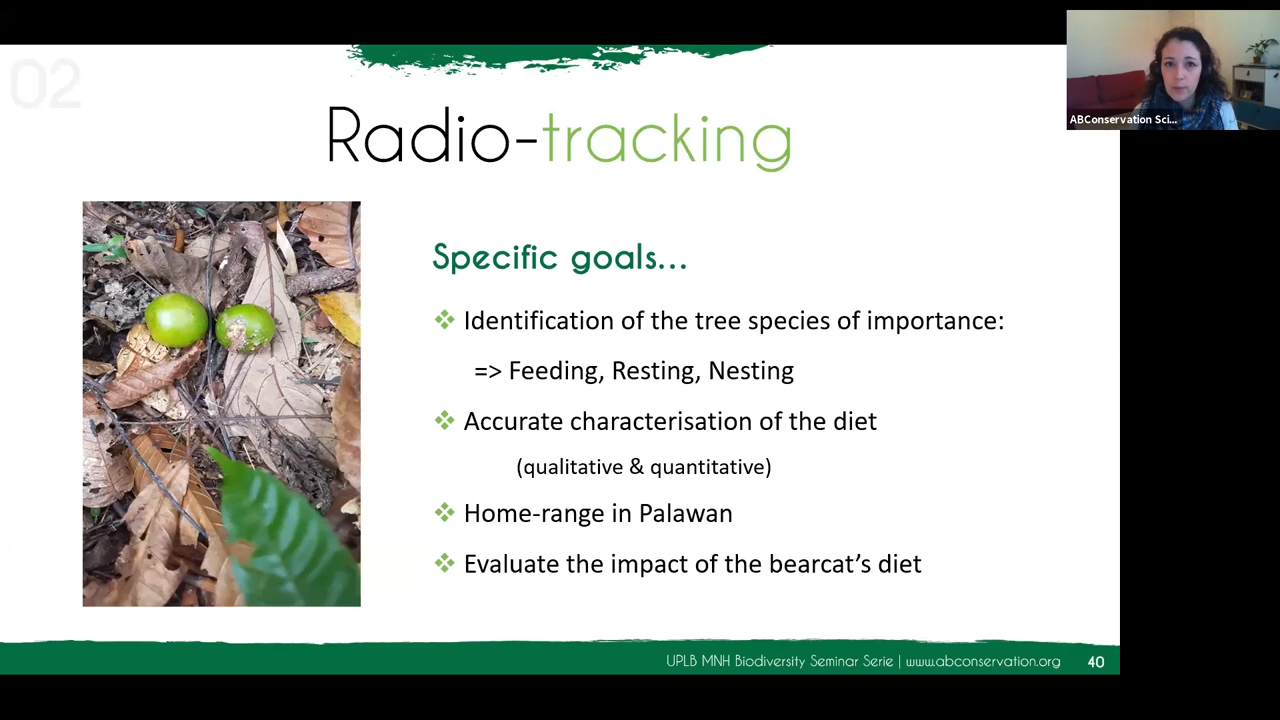 02
ABConservation Sci...
Radio-tracking
Specific goals...
Identification of the tree species of importance:
=> Feeding, Resting, Nesting
Accurate characterisation of the diet
(qualitative & quantitative)
Home-range in Palawan
Evaluate the impact of the bearcat’s diet
UPLB MNH Biodiversity Seminar Serie | www.abconservation.org 40